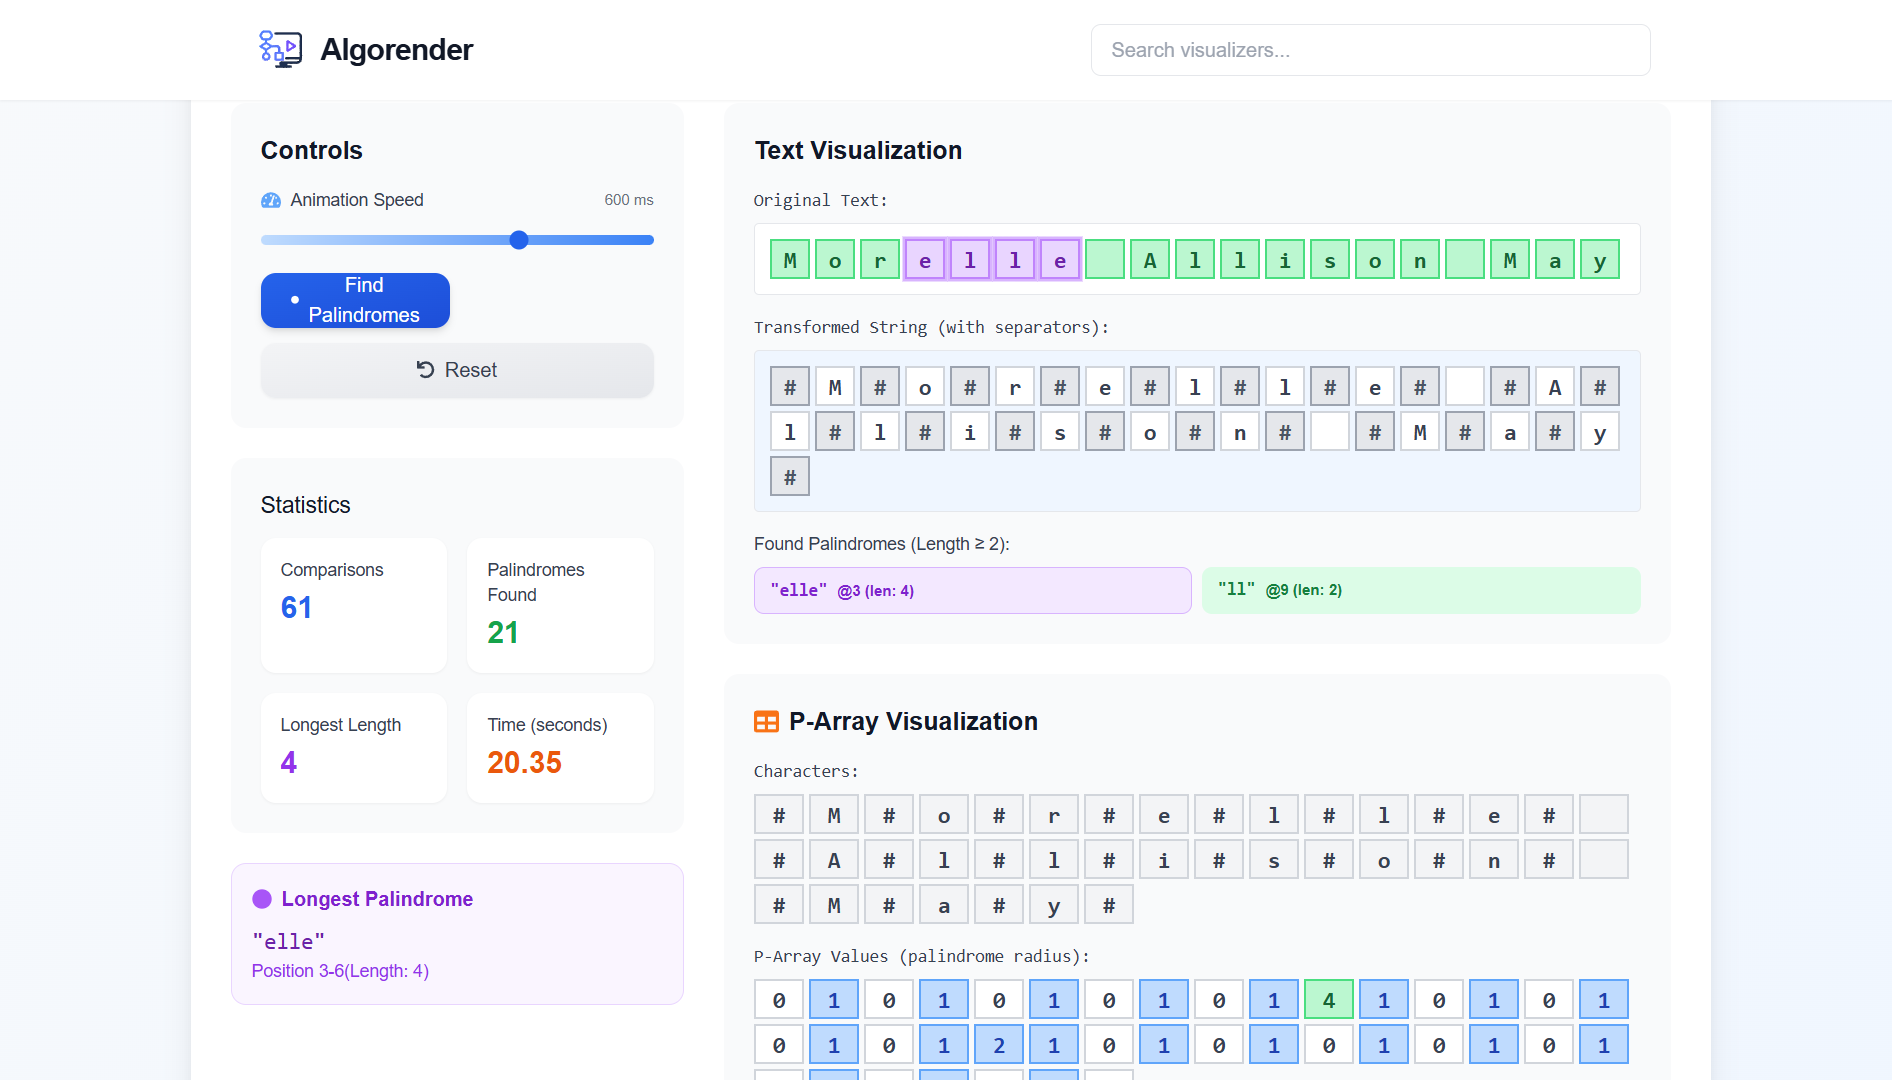 Algorender
Search visualizers...
Controls
Animation Speed
600 ms
Find
Palindromes
Reset
Statistics
Comparisons
61
Palindromes
Found
21
Longest Length
4
Time (seconds)
20.35
Longest Palindrome
"elle"
Position 3-6(Length: 4)
Text Visualization
Original Text:
M o r e l l e A l l i s o n M a y
Transformed String (with separators):
# M # o # r # e # l # l # e # # A #
l # l # i # s # o # n # # M # a # y
#
Found Palindromes (Length ≥ 2):
"elle" @3 (len: 4)
"ll" @9 (len: 2)
P-Array Visualization
Characters:
# M # o # r # e # l # l # e #
# A # l # l # i # s # o # n #
# M # a # y #
P-Array Values (palindrome radius):
0 1 0 1 0 1 0 1 0 1 4 1 0 1 0 1
0 1 0 1 2 1 0 1 0 1 0 1 0 1 0 1